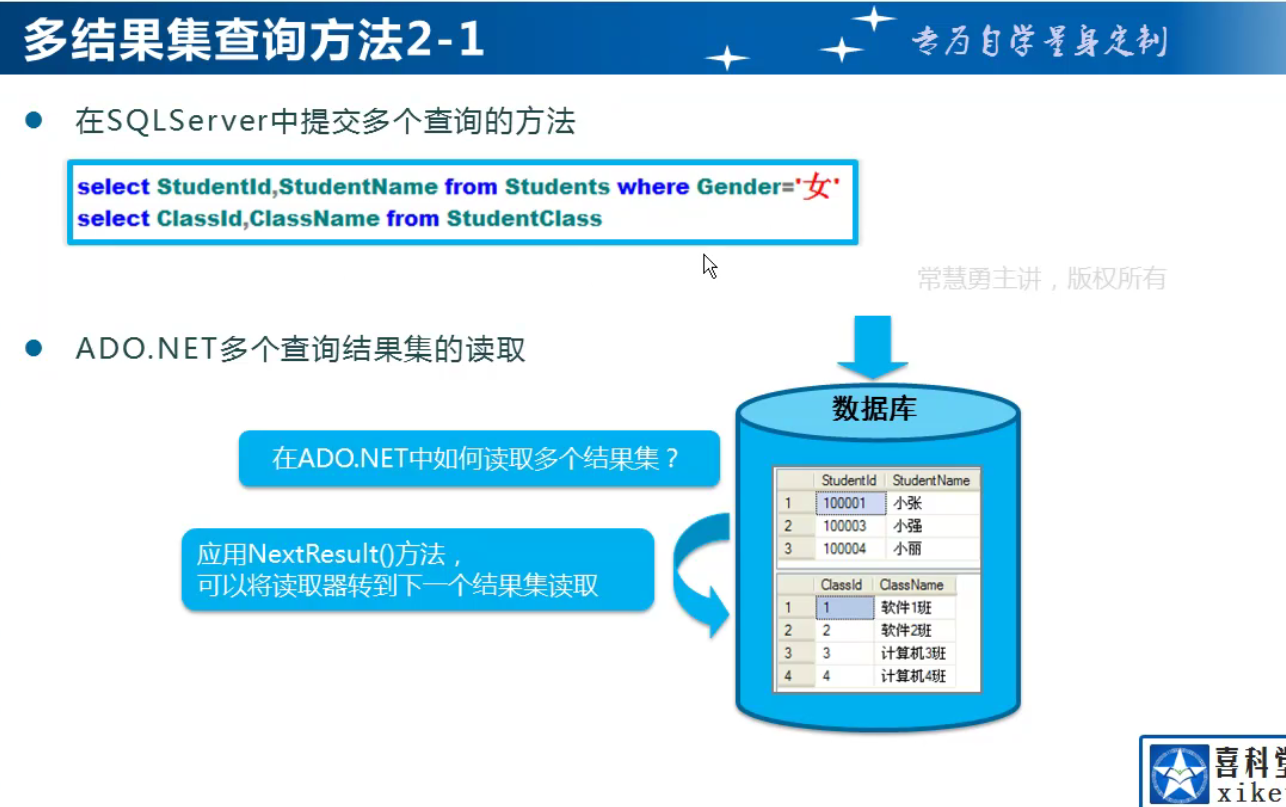 多结果集查询方法2-1
专为自学量身定制
在SQLServer中提交多个查询的方法
select StudentId,StudentName from Students where Gender='女'
select ClassId,ClassName from StudentClass
常慧勇主讲，版权所有
ADO.NET多个查询结果集的读取
数据库
在ADO.NET中如何读取多个结果集？
应用NextResult()方法，
可以将读取器转到下一个结果集读取
StudentId StudentName
1 100001 小张
2 100003 小强
3 100004 小丽
ClassId ClassName
1 1 软件1班
2 2 软件2班
3 3 计算机3班
4 4 计算机4班
喜科堂
xike